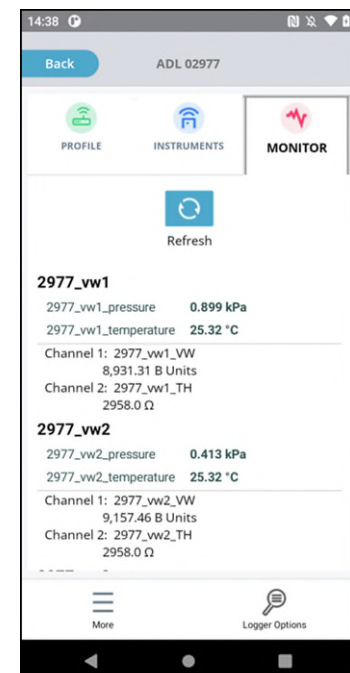 14:38
Back ADL 02977
PROFILE INSTRUMENTS MONITOR
Refresh
2977_vw1
2977_vw1_pressure 0.899 kPa
2977_vw1_temperature 25.32 °C
Channel 1: 2977_vw1_VW
8,931.31 B Units
Channel 2: 2977_vw1_TH
2958.0 Ω
2977_vw2
2977_vw2_pressure 0.413 kPa
2977_vw2_temperature 25.32 °C
Channel 1: 2977_vw2_VW
9,157.46 B Units
Channel 2: 2977_vw2_TH
2958.0 Ω
More Logger Options